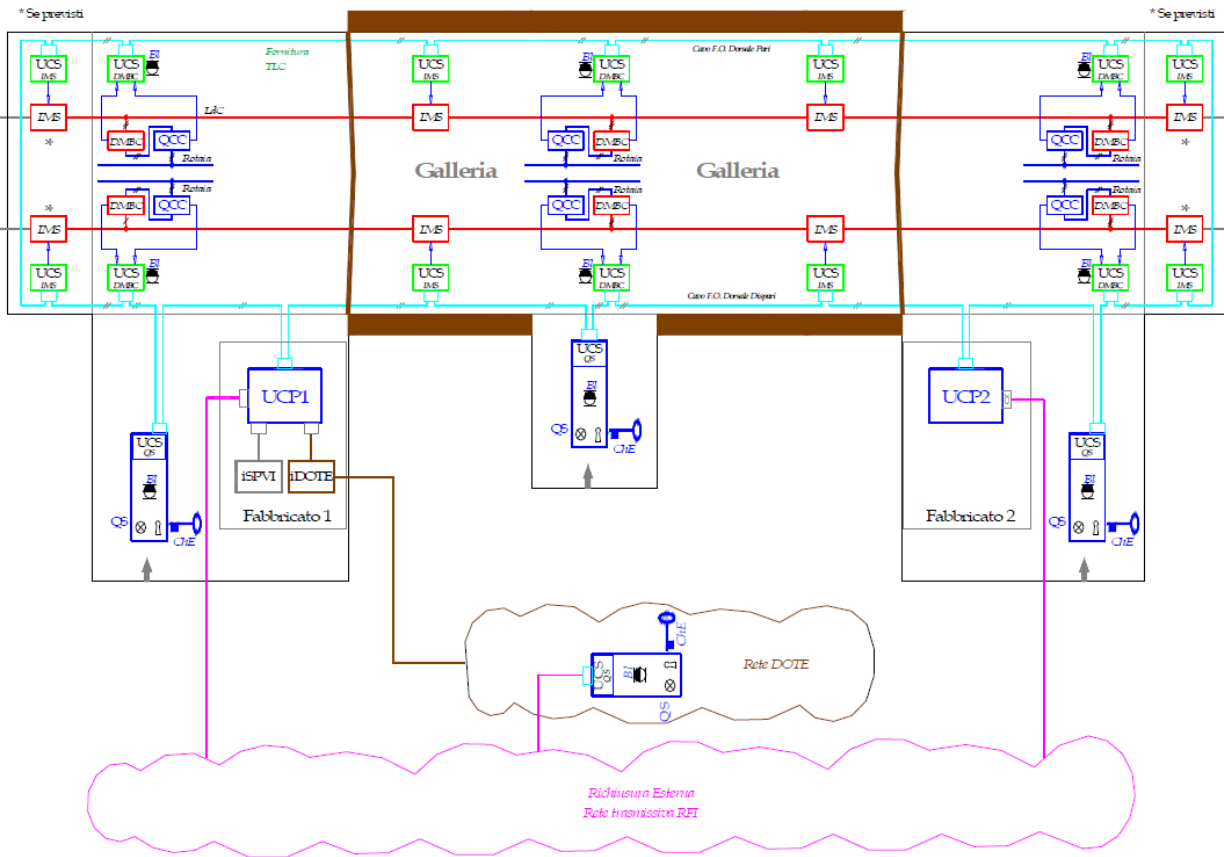 * Se previsti
* Se previsti
UCS IMS
UCS DMBC
BI
Fornitura
TLC
UCS IMS
Cavo F.O. Dorsale Pari
BI
UCS DMBC
UCS IMS
BI
UCS DMBC
UCS IMS
IMS
LdC
IMS
IMS
IMS
*
DMBC
QCC
QCC
DMBC
QCC
DMBC
*
Rotaia
Rotaia
Rotaia
Galleria
Galleria
Rotaia
Rotaia
Rotaia
*
DMBC
QCC
QCC
DMBC
QCC
DMBC
*
IMS
IMS
IMS
IMS
UCS IMS
UCS DMBC
BI
UCS IMS
BI
UCS DMBC
UCS IMS
BI
UCS DMBC
UCS IMS
Cavo F.O. Dorsale Dispari
UCS QS
BI
QS
ChE
UCP1
UCP2
UCS QS
BI
QS
ChE
iSPVI
iDOTE
Fabbricato 1
Fabbricato 2
UCS QS
BI
QS
ChE
ChE
UCS QS
BI
QS
Rete DOTE
Richiusura Esterna
Rete trasmissiva RFI